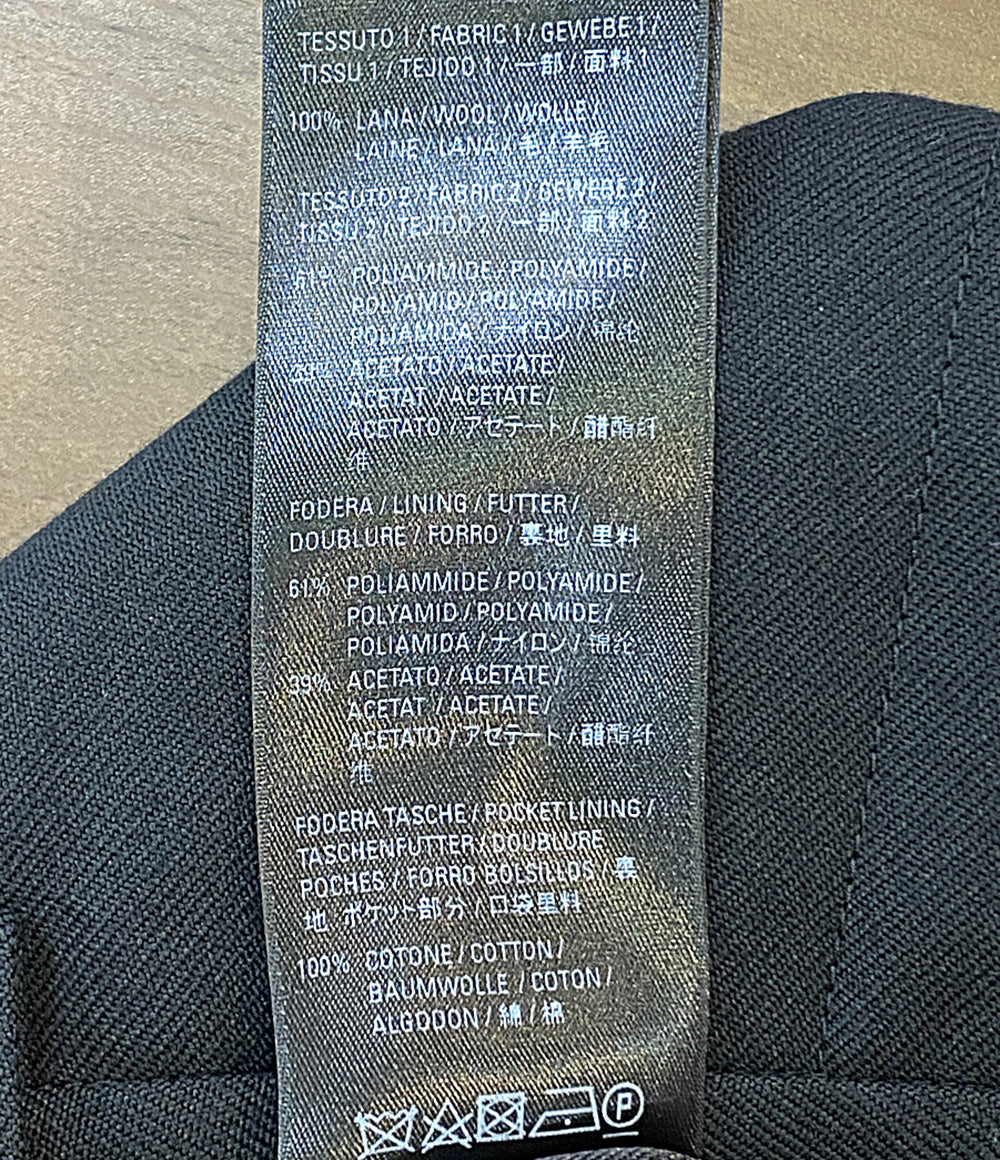 TESSUTO 1 / FABRIC 1 / GEWEBE 1 /
TISSU 1 / TEJIDO 1 / 一部 / 面料 1
100% LANA / WOOL / WOLLE /
LAINE / LANA / 毛 / 羊毛
TESSUTO 2 / FABRIC 2 / GEWEBE 2 /
TISSU 2 / TEJIDO 2 / 一部 / 面料 2
61% POLIAMMIDE / POLYAMIDE /
POLYAMID / POLYAMIDE /
POLIAMIDA / ナイロン / 锦纶
39% ACETATO / ACETATE /
ACETAT / ACETATE /
ACETATO / アセテート / 醋酯纤
维
FODERA / LINING / FUTTER /
DOUBLURE / FORRO / 裏地 / 里料
61% POLIAMMIDE / POLYAMIDE /
POLYAMID / POLYAMIDE /
POLIAMIDA / ナイロン / 锦纶
39% ACETATO / ACETATE /
ACETAT / ACETATE /
ACETATO / アセテート / 醋酯纤
维
FODERA TASCHE / POCKET LINING /
TASCHENFUTTER / DOUBLURE
POCHES / FORRO BOLSILLOS / 裏
地 ポケット部分 / 口袋里料
100% COTONE / COTTON /
BAUMWOLLE / COTON /
ALGODON / 綿 / 棉
P